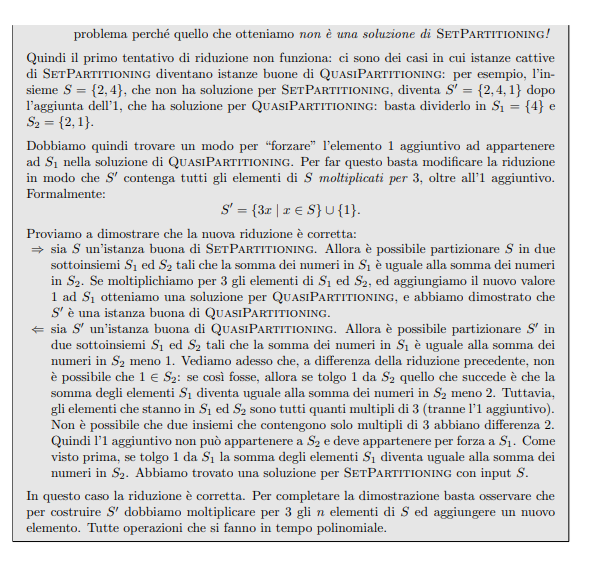 problema perché quello che otteniamo non è una soluzione di SETPARTITIONING!
Quindi il primo tentativo di riduzione non funziona: ci sono dei casi in cui istanze cattive
di SETPARTITIONING diventano istanze buone di QUASIPARTITIONING: per esempio, l'in-
sieme S = {2, 4}, che non ha soluzione per SETPARTITIONING, diventa S′ = {2, 4, 1} dopo
l'aggiunta dell'1, che ha soluzione per QUASIPARTITIONING: basta dividerlo in S₁ = {4} e
S₂ = {2, 1}.
Dobbiamo quindi trovare un modo per “forzare” l'elemento 1 aggiuntivo ad appartenere
ad S₁ nella soluzione di QUASIPARTITIONING. Per far questo basta modificare la riduzione
in modo che S′ contenga tutti gli elementi di S moltiplicati per 3, oltre all'1 aggiuntivo.
Formalmente:
S′ = {3x | x ∈ S} ∪ {1}.
Proviamo a dimostrare che la nuova riduzione è corretta:
⇒ sia S un'istanza buona di SETPARTITIONING. Allora è possibile partizionare S in due
sottoinsiemi S₁ ed S₂ tali che la somma dei numeri in S₁ è uguale alla somma dei numeri
in S₂. Se moltiplichiamo per 3 gli elementi di S₁ ed S₂, ed aggiungiamo il nuovo valore
1 ad S₁ otteniamo una soluzione per QUASIPARTITIONING, e abbiamo dimostrato che
S′ è una istanza buona di QUASIPARTITIONING.
⇐ sia S′ un'istanza buona di QUASIPARTITIONING. Allora è possibile partizionare S′ in
due sottoinsiemi S₁ ed S₂ tali che la somma dei numeri in S₁ è uguale alla somma dei
numeri in S₂ meno 1. Vediamo adesso che, a differenza della riduzione precedente, non
è possibile che 1 ∈ S₂: se così fosse, allora se tolgo 1 da S₂ quello che succede è che la
somma degli elementi S₁ diventa uguale alla somma dei numeri in S₂ meno 2. Tuttavia,
gli elementi che stanno in S₁ ed S₂ sono tutti quanti multipli di 3 (tranne l'1 aggiuntivo).
Non è possibile che due insiemi che contengono solo multipli di 3 abbiano differenza 2.
Quindi l'1 aggiuntivo non può appartenere a S₂ e deve appartenere per forza a S₁. Come
visto prima, se tolgo 1 da S₁ la somma degli elementi S₁ diventa uguale alla somma dei
numeri in S₂. Abbiamo trovato una soluzione per SETPARTITIONING con input S.
In questo caso la riduzione è corretta. Per completare la dimostrazione basta osservare che
per costruire S′ dobbiamo moltiplicare per 3 gli n elementi di S ed aggiungere un nuovo
elemento. Tutte operazioni che si fanno in tempo polinomiale.